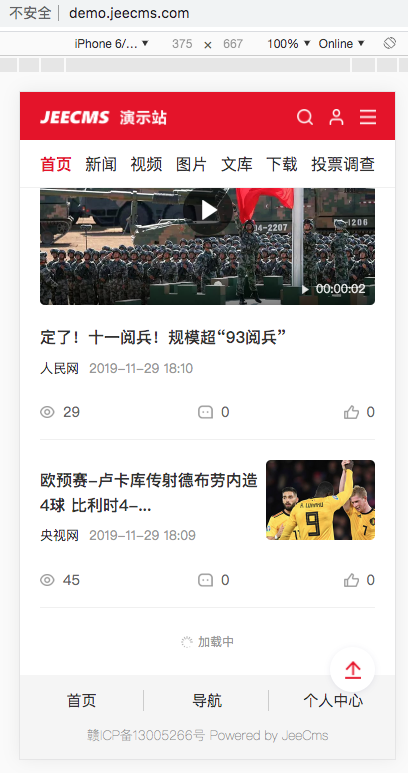 不安全 demo.jeecms.com
iPhone 6/... ▼ 375 × 667 100% ▼ Online ▼
JEECMS 演示站
首页 新闻 视频 图片 文库 下载 投票调查
04-2207
1206
00:00:02
定了！十一阅兵！规模超“93阅兵”
人民网 2019-11-29 18:10
29 0 0
欧预赛-卢卡库传射德布劳内造
4球 比利时4-...
央视网 2019-11-29 18:09
R. LUKAKU
9
45 0 0
加载中
首页 导航 个人中心
赣ICP备13005266号 Powered by JeeCms